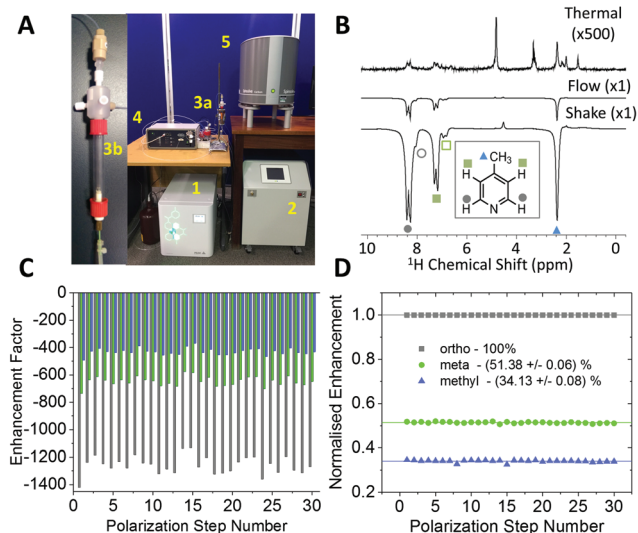 A
5
3a
4
3b
1
2
B
Thermal
(x500)
Flow (x1)
Shake (x1)
CH₃
H H
H N H
10 8 6 4 2 0
¹H Chemical Shift (ppm)
C
0
-200
-400
-600
-800
-1000
-1200
-1400
Enhancement Factor
0 5 10 15 20 25 30
Polarization Step Number
D
1.0
0.8
0.6
0.4
0.2
Normalised Enhancement
ortho - 100%
meta - (51.38 +/- 0.06) %
methyl - (34.13 +/- 0.08) %
0 5 10 15 20 25 30
Polarization Step Number